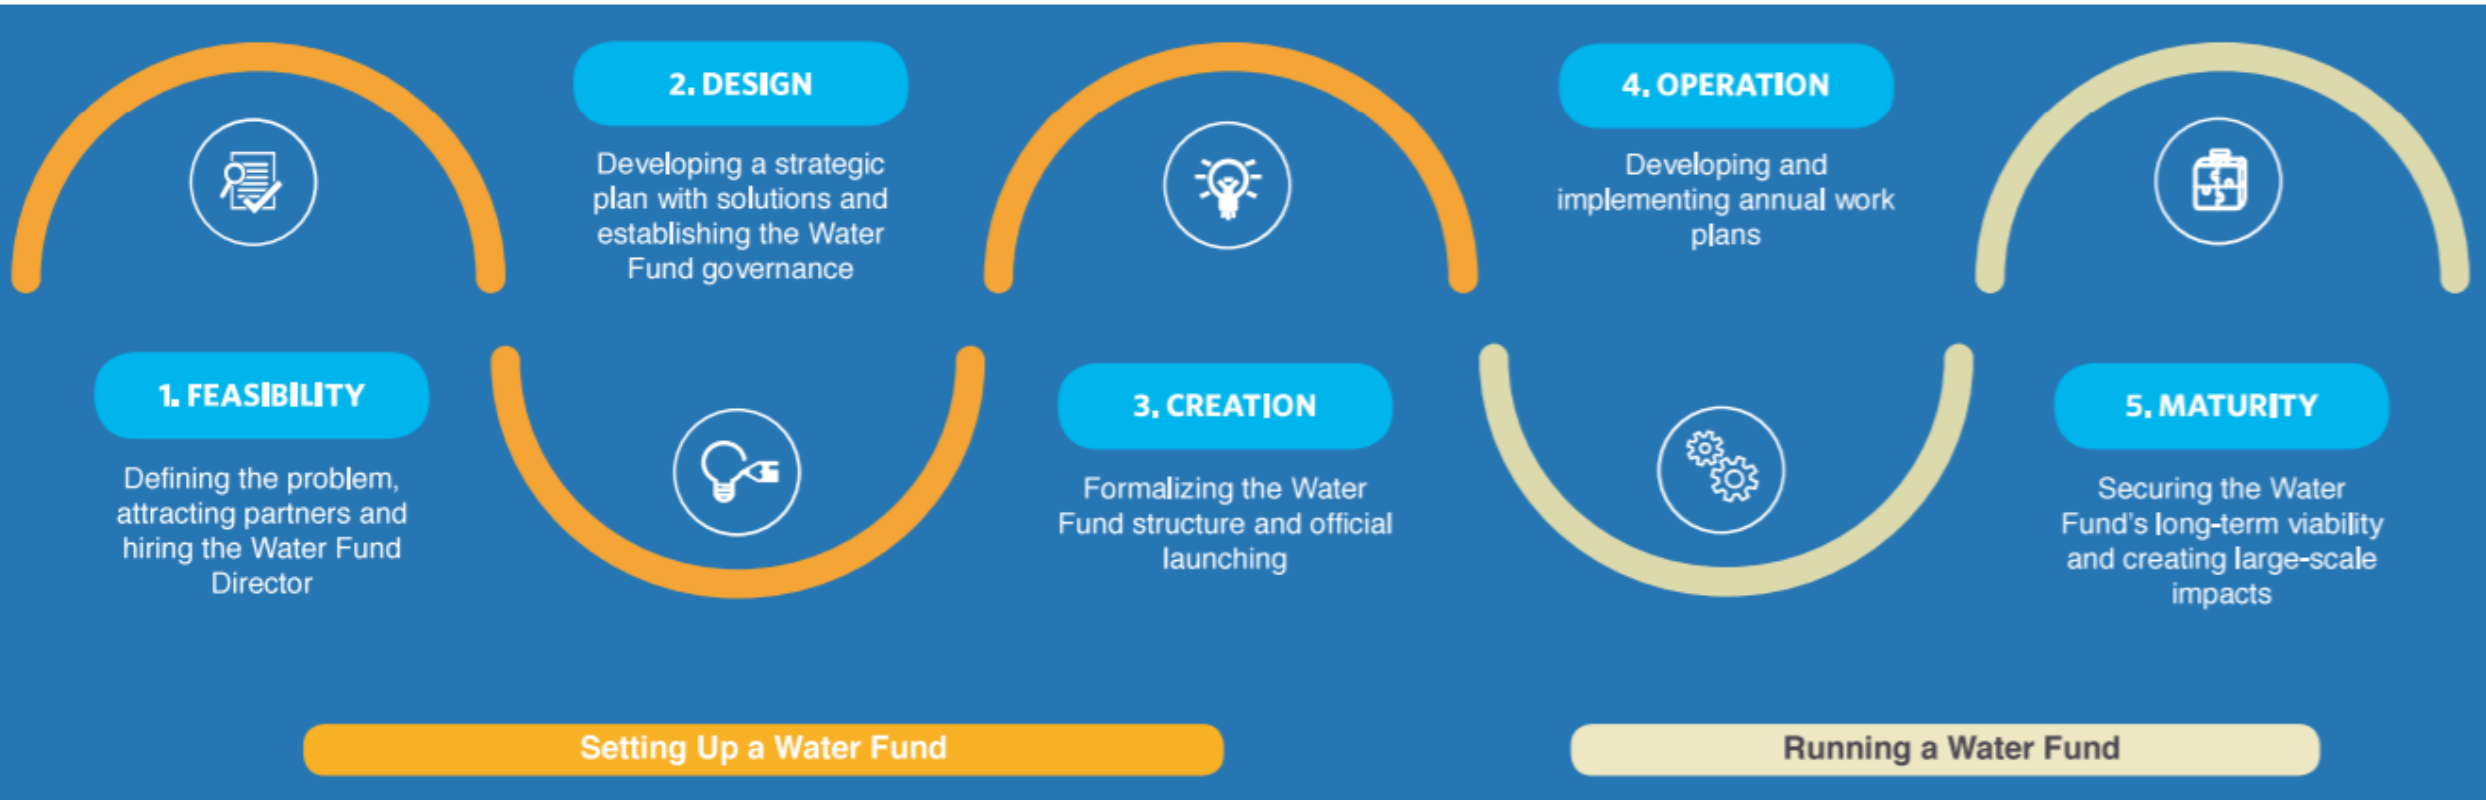 1. FEASIBILITY
Defining the problem,
attracting partners and
hiring the Water Fund
Director
2. DESIGN
Developing a strategic
plan with solutions and
establishing the Water
Fund governance
3. CREATION
Formalizing the Water
Fund structure and official
launching
4. OPERATION
Developing and
implementing annual work
plans
5. MATURITY
Securing the Water
Fund's long-term viability
and creating large-scale
impacts
Setting Up a Water Fund
Running a Water Fund